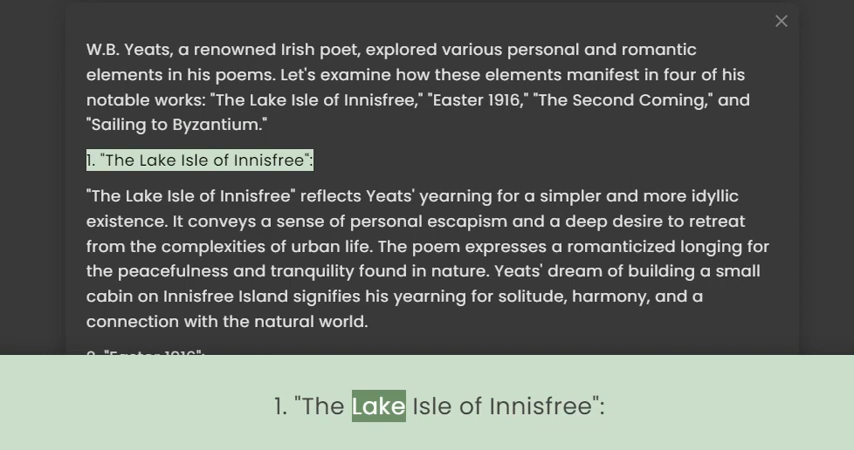 W.B. Yeats, a renowned Irish poet, explored various personal and romantic
elements in his poems. Let's examine how these elements manifest in four of his
notable works: "The Lake Isle of Innisfree," "Easter 1916," "The Second Coming," and
"Sailing to Byzantium."
1. "The Lake Isle of Innisfree":
"The Lake Isle of Innisfree" reflects Yeats' yearning for a simpler and more idyllic
existence. It conveys a sense of personal escapism and a deep desire to retreat
from the complexities of urban life. The poem expresses a romanticized longing for
the peacefulness and tranquility found in nature. Yeats' dream of building a small
cabin on Innisfree Island signifies his yearning for solitude, harmony, and a
connection with the natural world.
2. "Easter 1916":
1. "The Lake Isle of Innisfree":